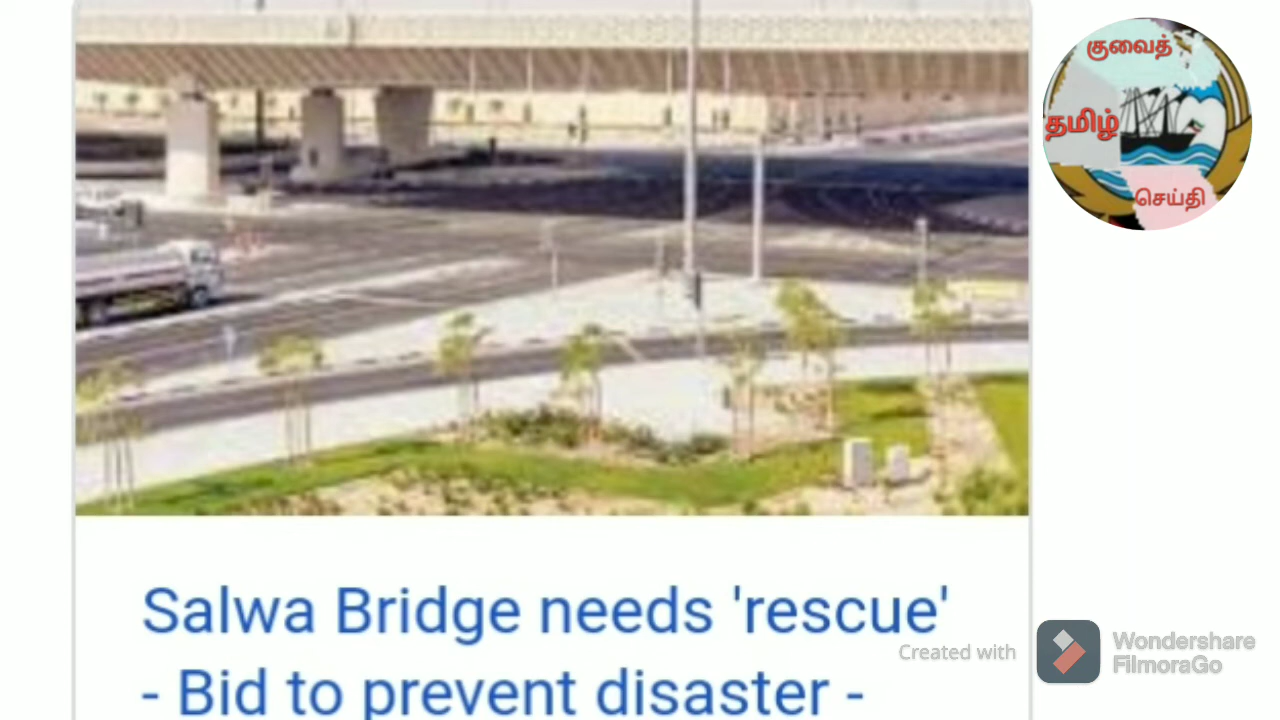 குவைத்
தமிழ்
செய்தி
Salwa Bridge needs 'rescue'
- Bid to prevent disaster -
Created with
Wondershare
FilmoraGo